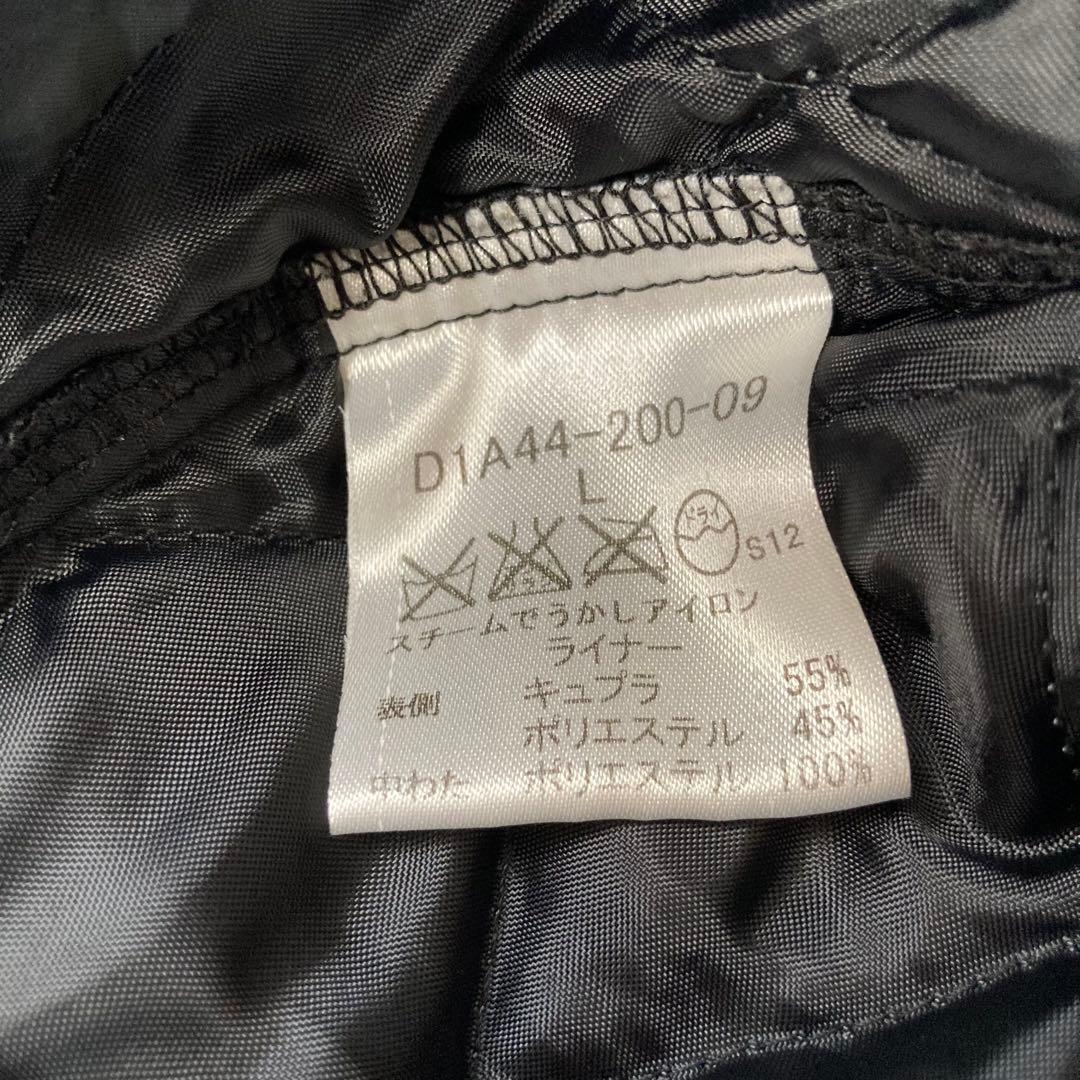 D1A44-200-09
L
ドライ S12
スチームでうかしアイロン
ライナー
表側 キュプラ 55%
ポリエステル 45%
中わた ポリエステル 100%